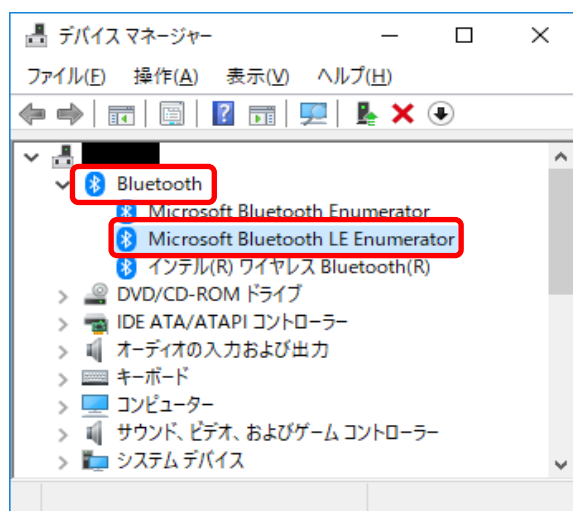 デバイス マネージャー
ファイル(F) 操作(A) 表示(V) ヘルプ(H)
Bluetooth
Microsoft Bluetooth Enumerator
Microsoft Bluetooth LE Enumerator
インテル(R) ワイヤレス Bluetooth(R)
DVD/CD-ROM ドライブ
IDE ATA/ATAPI コントローラー
オーディオの入力および出力
キーボード
コンピューター
サウンド、ビデオ、およびゲーム コントローラー
システム デバイス